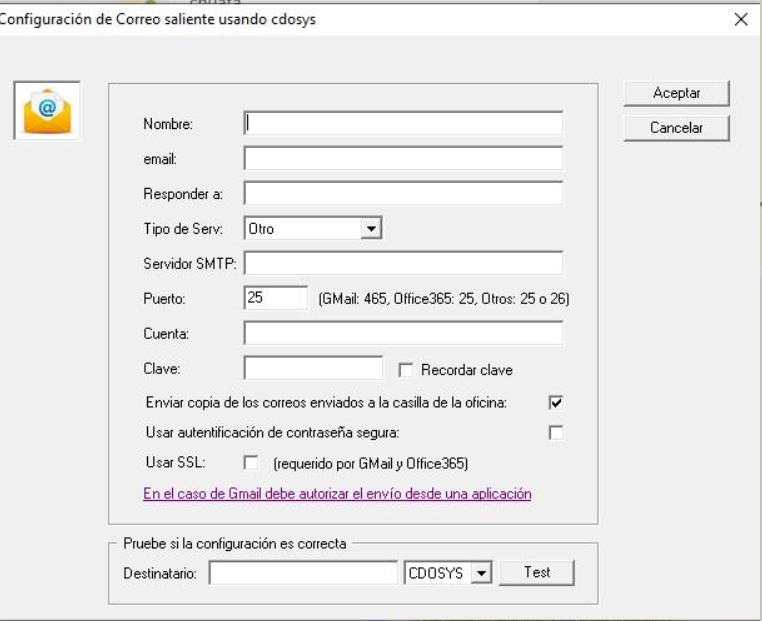 Configuración de Correo saliente usando cdosys
Aceptar
Cancelar
Nombre:
email:
Responder a:
Tipo de Serv: Otro
Servidor SMTP:
Puerto: 25 (GMail: 465, Office365: 25, Otros: 25 o 26)
Cuenta:
Clave: Recordar clave
Enviar copia de los correos enviados a la casilla de la oficina:
Usar autentificación de contraseña segura:
Usar SSL: (requerido por GMail y Office365)
En el caso de Gmail debe autorizar el envío desde una aplicación
Pruebe si la configuración es correcta
Destinatario: CDOSYS Test